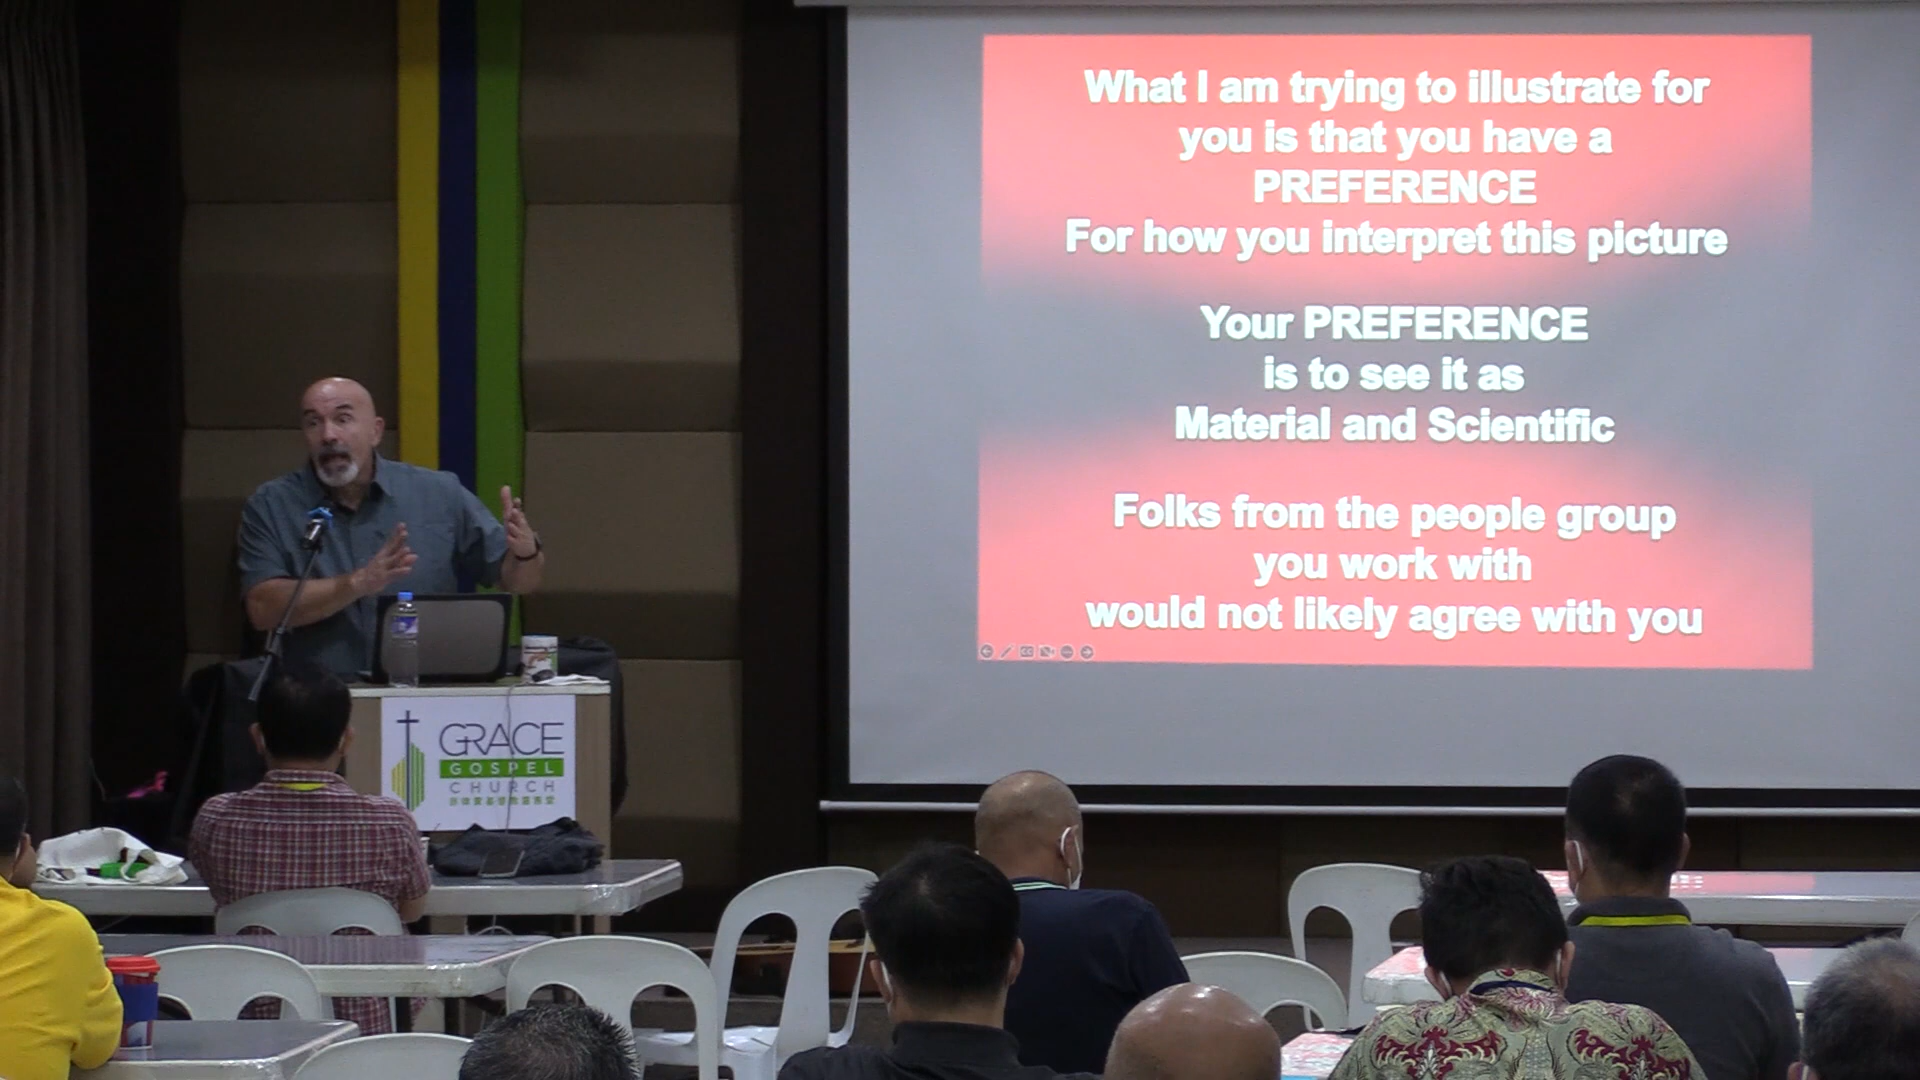 What I am trying to illustrate for
you is that you have a
PREFERENCE
For how you interpret this picture
Your PREFERENCE
is to see it as
Material and Scientific
Folks from the people group
you work with
would not likely agree with you
GRACE
GOSPEL
CHURCH